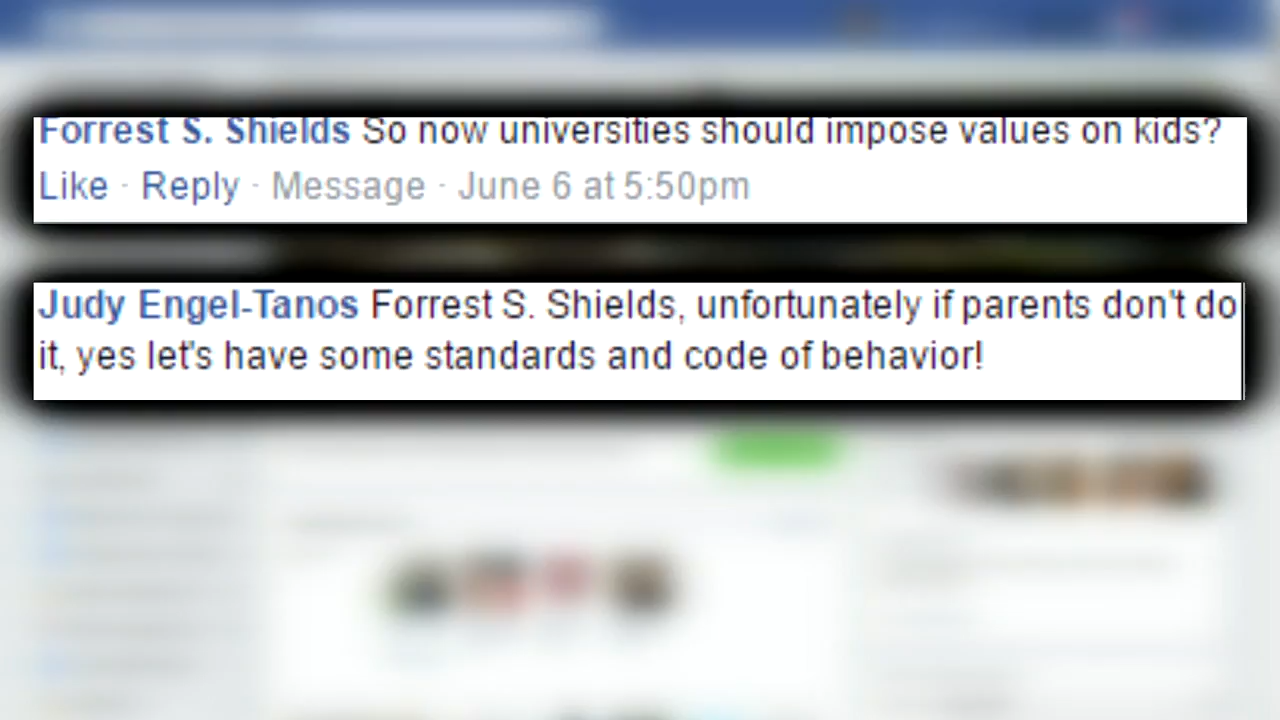 Forrest S. Shields So now universities should impose values on kids?
Like · Reply · Message · June 6 at 5:50pm
Judy Engel-Tanos Forrest S. Shields, unfortunately if parents don't do
it, yes let's have some standards and code of behavior!